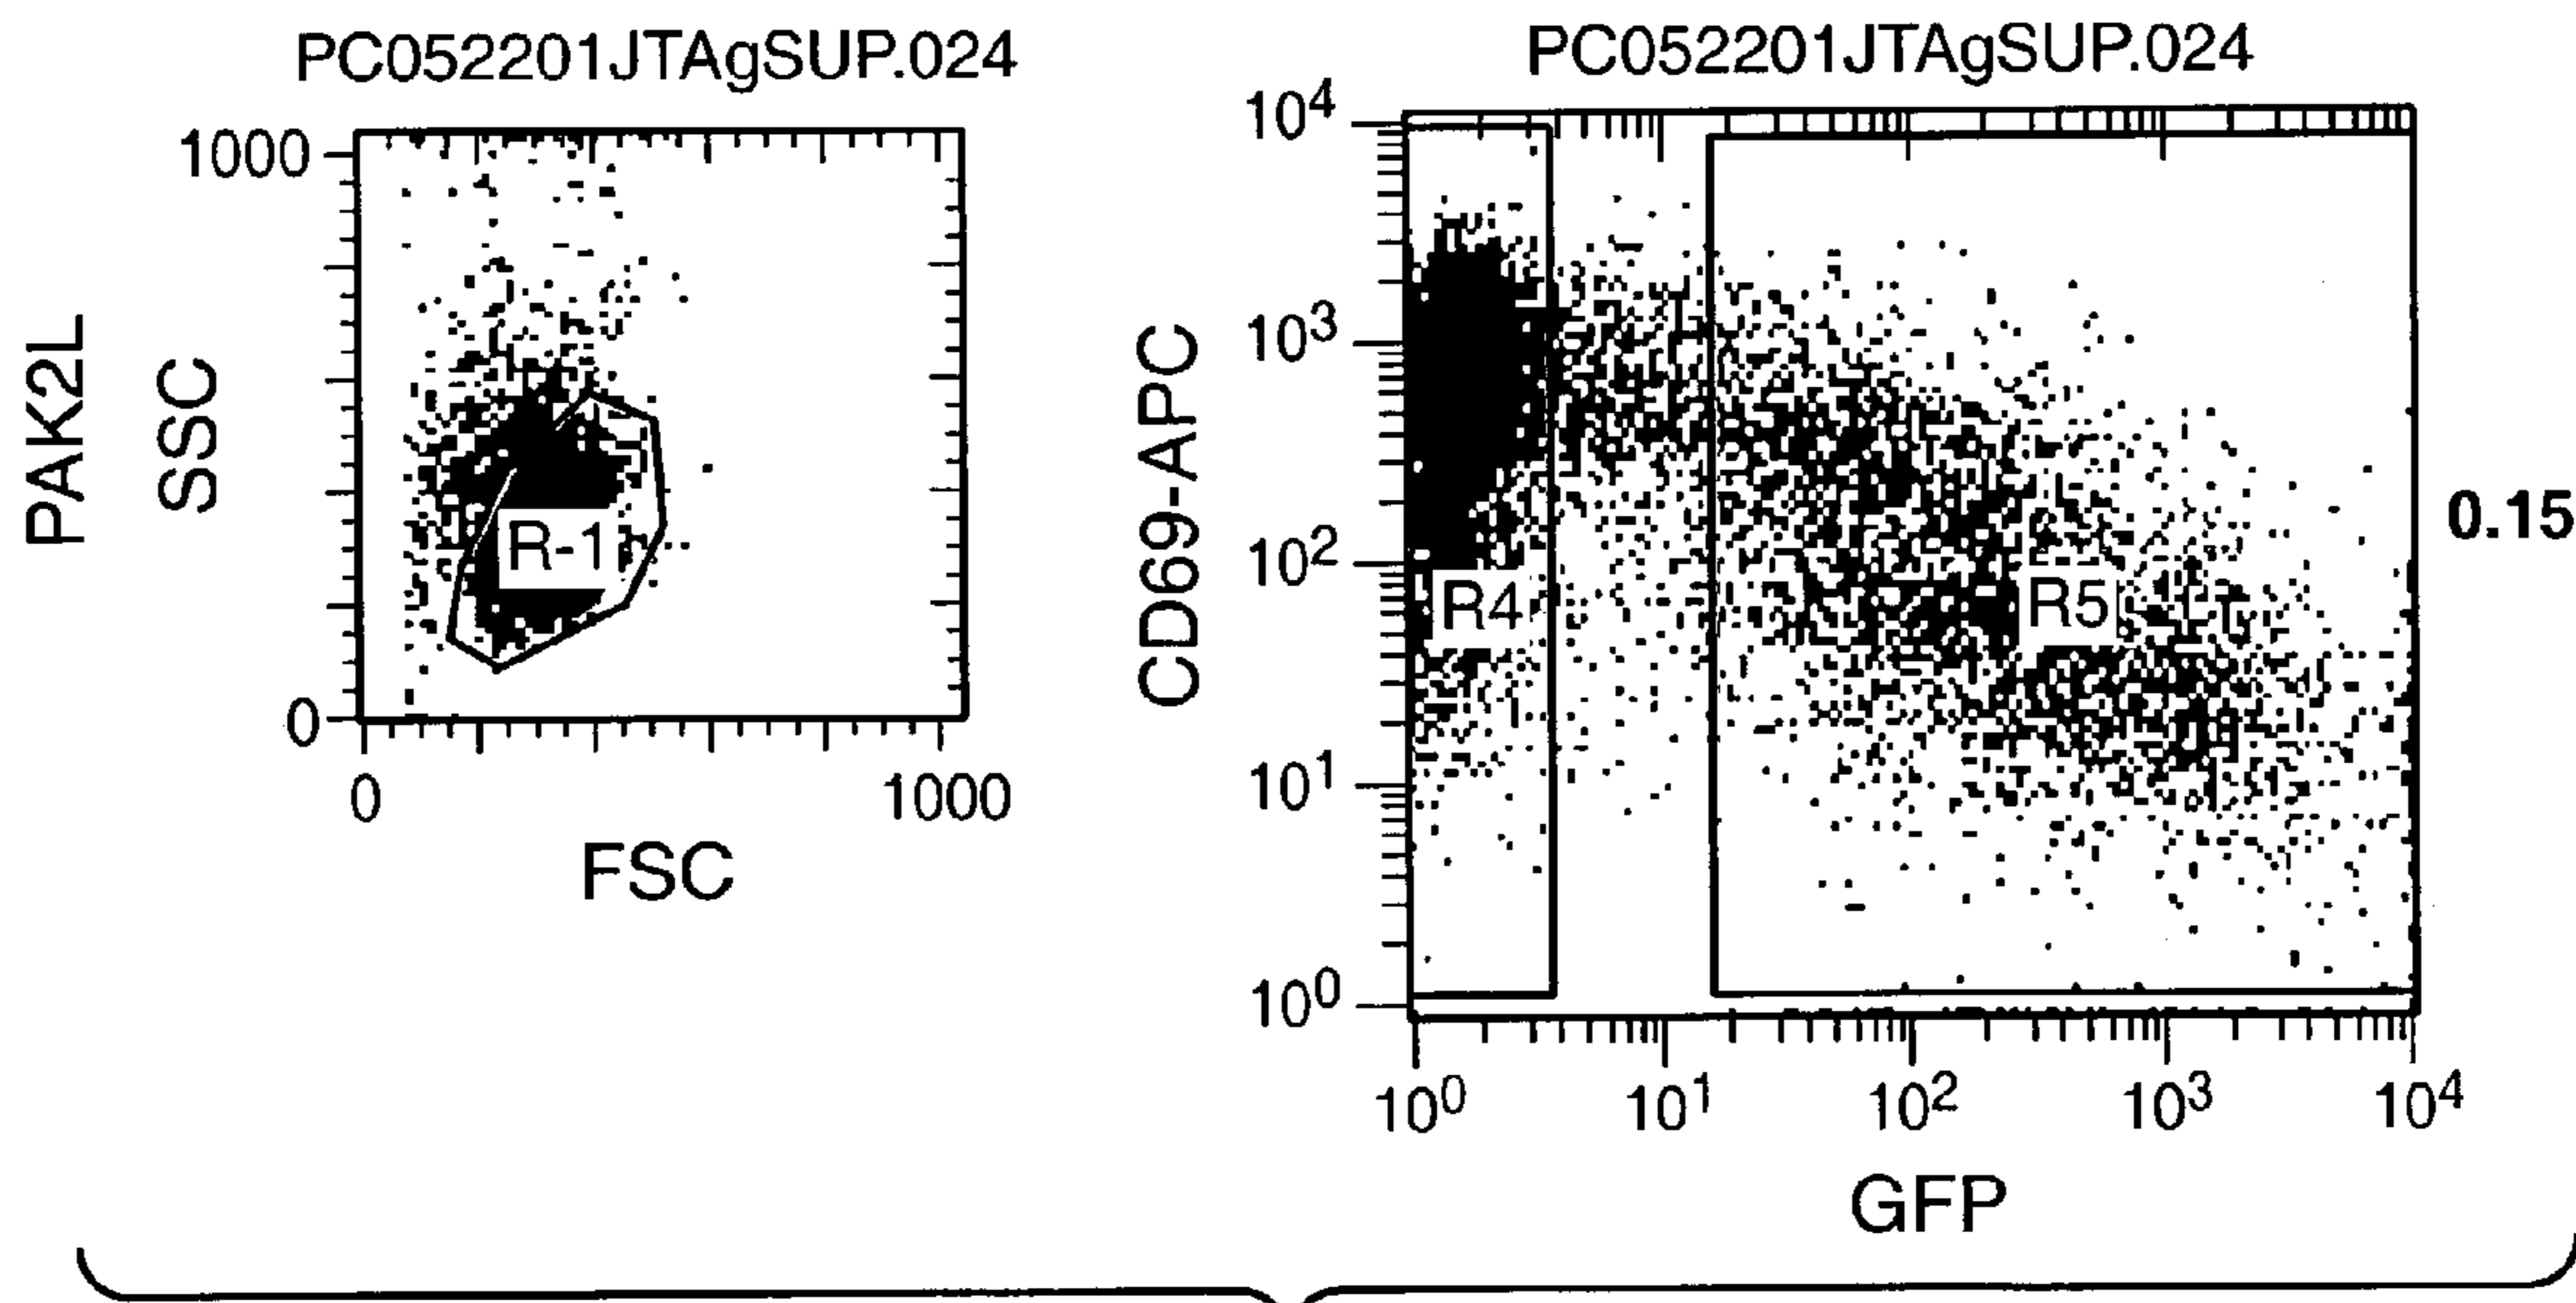 PC052201JTAgSUP.024
PAK2L
SSC
1000
0
R-1
0
1000
FSC
PC052201JTAgSUP.024
CD69-APC
10⁴
10³
10²
10¹
10⁰
R4
R5
0.15
10⁰
10¹
10²
10³
10⁴
GFP